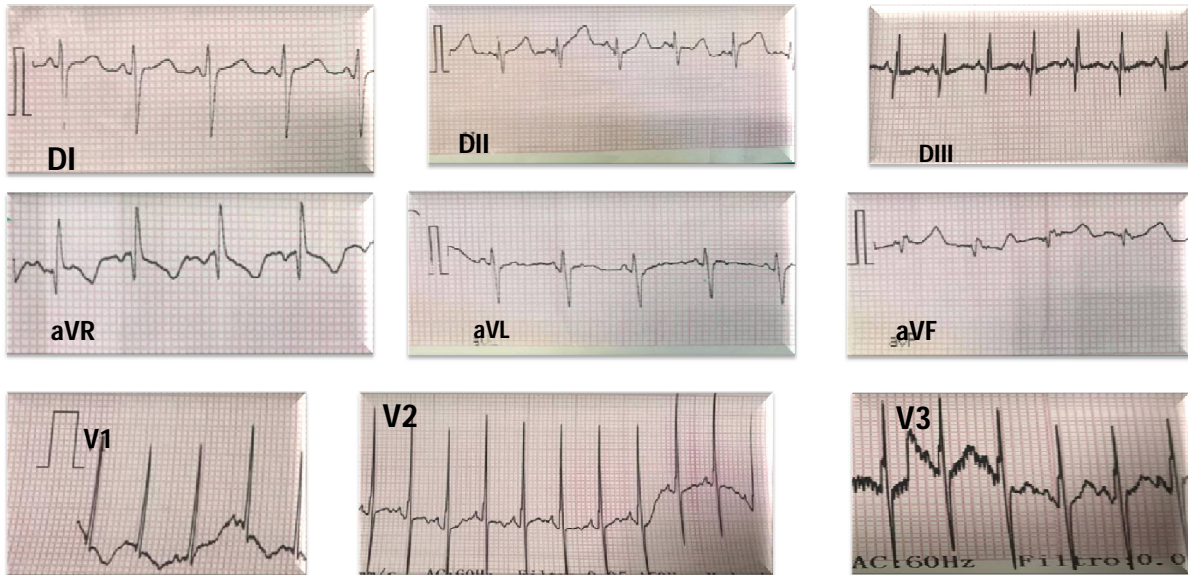 DI
DII
DIII
aVR
aVL
aVF
V1
V2
V3
AC:60Hz
AC:60Hz Filtro:0.0